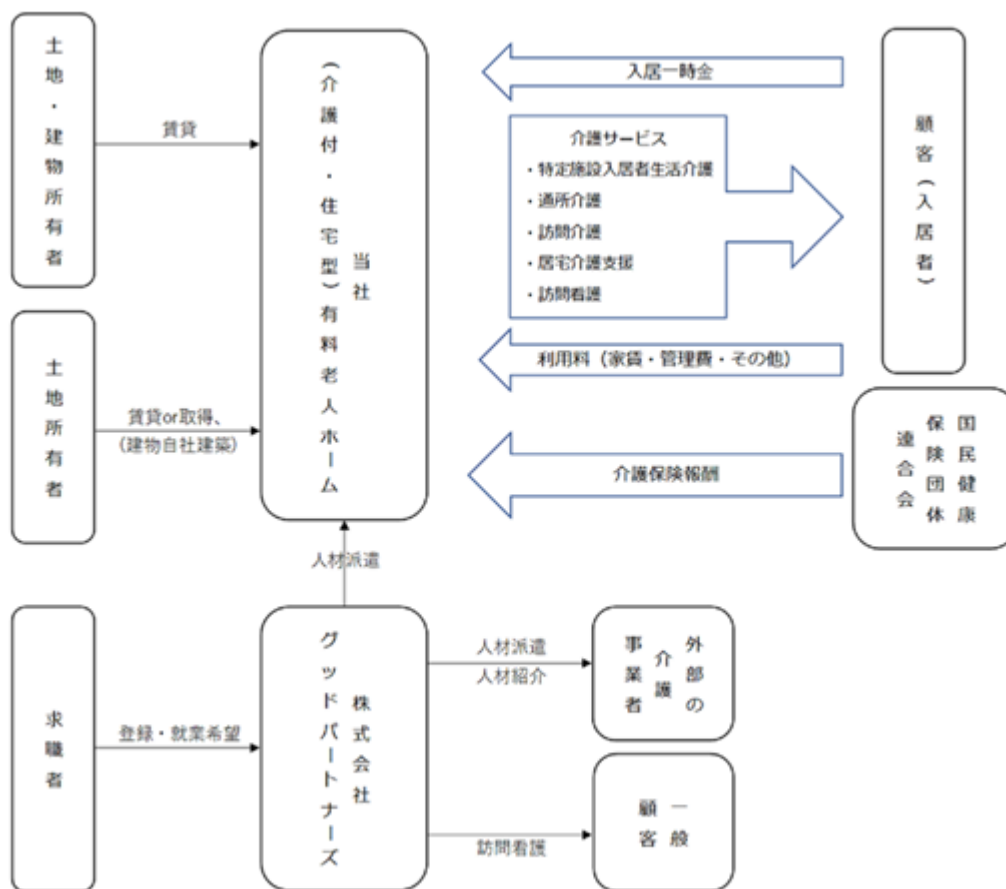 土地・建物所有者
賃貸
当社
（介護付・住宅型）有料老人ホーム
入居一時金
介護サービス
・特定施設入居者生活介護
・通所介護
・訪問介護
・居宅介護支援
・訪問看護
顧客（入居者）
利用料（家賃・管理費・その他）
土地所有者
賃貸or取得、
(建物自社建築)
介護保険報酬
国民健康
保険団体
連合会
人材派遣
求職者
登録・就業希望
株式会社
グッドパートナーズ
人材派遣
人材紹介
外部の
介護
事業者
訪問看護
一般
顧客